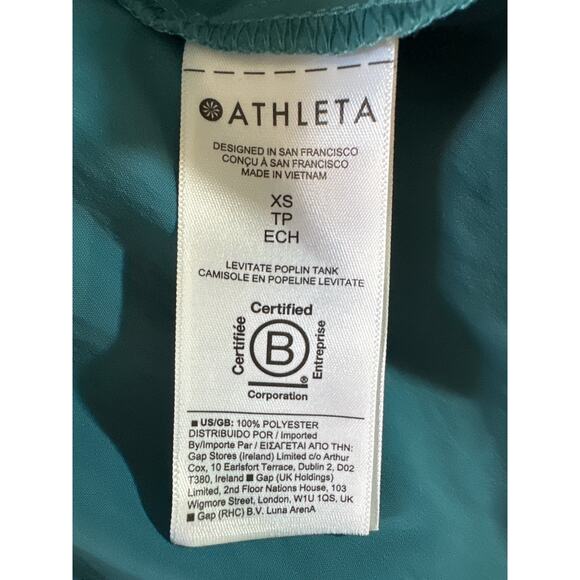 ATHLETA
DESIGNED IN SAN FRANCISCO
CONÇU À SAN FRANCISCO
MADE IN VIETNAM
XS
TP
ECH
LEVITATE POPLIN TANK
CAMISOLE EN POPELINE LEVITATE
Certified
Certifiée
B
Entreprise
®
Corporation
■ US/GB: 100% POLYESTER
DISTRIBUIDO POR / imported
By/Importe Par / ΕΙΣΑΓΕΤΑΙ ΑΠΟ ΤΗΝ:
Gap Stores (Ireland) Limited c/o Arthur
Cox, 10 Earlsfort Terrace, Dublin 2, D02
T380, Ireland ■ Gap (UK Holdings)
Limited, 2nd Floor Nations House, 103
Wigmore Street, London, W1U 1QS, UK
■ Gap (RHC) B.V. Luna ArenA